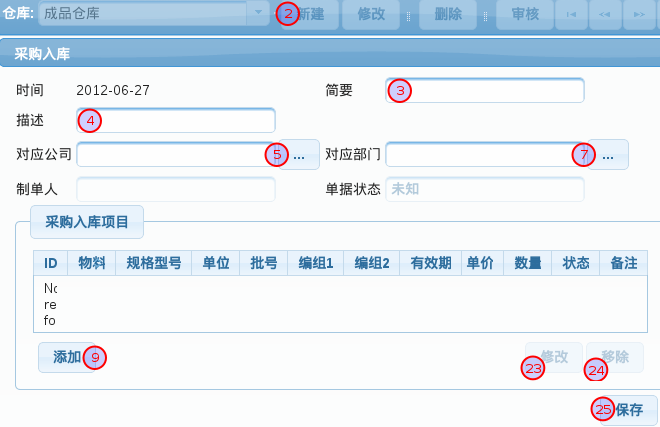 仓库: 成品仓库 2 新建 修改 删除 审核
采购入库
时间 2012-06-27 简要 3
描述 4
对应公司 5 ... 对应部门 7 ...
制单人 单据状态 未知
采购入库项目
ID 物料 规格型号 单位 批号 编组1 编组2 有效期 单价 数量 状态 备注
No
re
fo
添加 9 23 修改 24 移除
25 保存